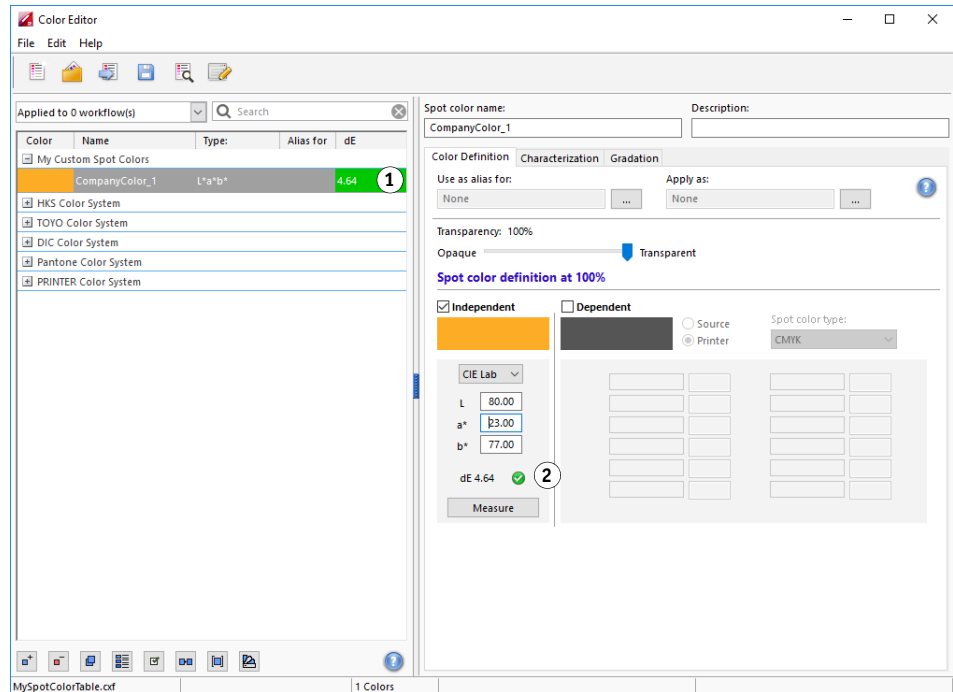 Color Editor
File Edit Help
Applied to 0 workflow(s)
Search
Color Name Type: Alias for dE
My Custom Spot Colors
CompanyColor_1 L*a*b* 4.64 1
HKS Color System
TOYO Color System
DIC Color System
Pantone Color System
PRINTER Color System
Spot color name: Description:
CompanyColor_1
Color Definition Characterization Gradation
Use as alias for: Apply as:
None ... None ...
Transparency: 100%
Opaque Transparent
Spot color definition at 100%
Independent Dependent
Source
Printer
Spot color type:
CMYK
CIE Lab
L 80.00
a* 23.00
b* 77.00
dE 4.64 2
Measure
MySpotColorTable.cxf 1 Colors